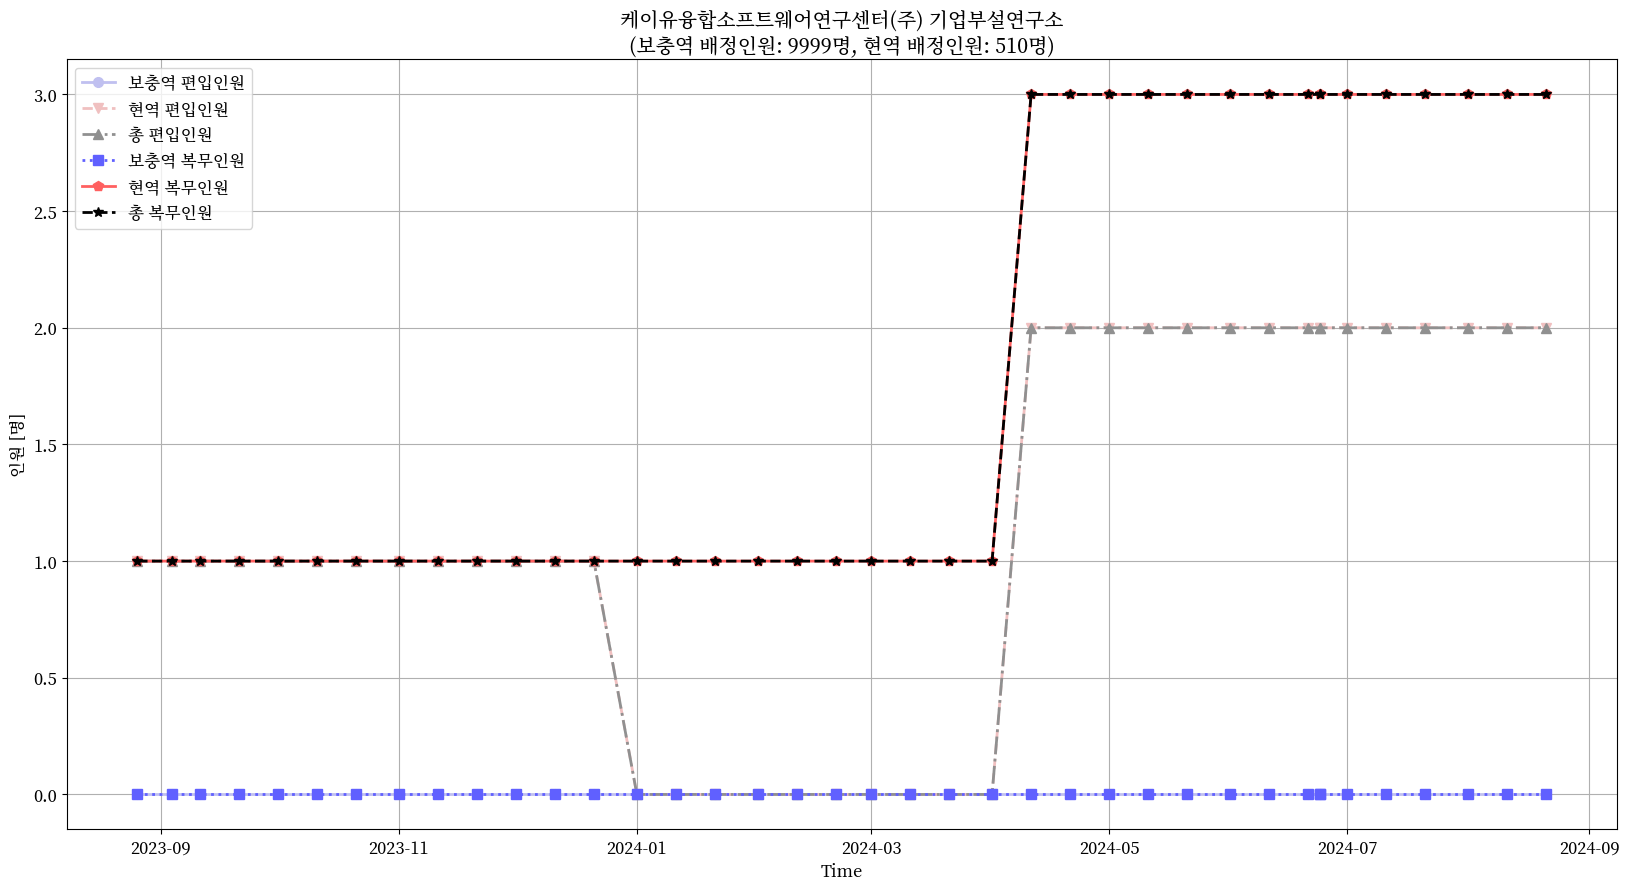 케이유융합소프트웨어연구센터(주) 기업부설연구소
(보충역 배정인원: 9999명, 현역 배정인원: 510명)
보충역 편입인원
현역 편입인원
총 편입인원
보충역 복무인원
현역 복무인원
총 복무인원
인원 [명]
3.0
2.5
2.0
1.5
1.0
0.5
0.0
2023-09
2023-11
2024-01
2024-03
2024-05
2024-07
2024-09
Time